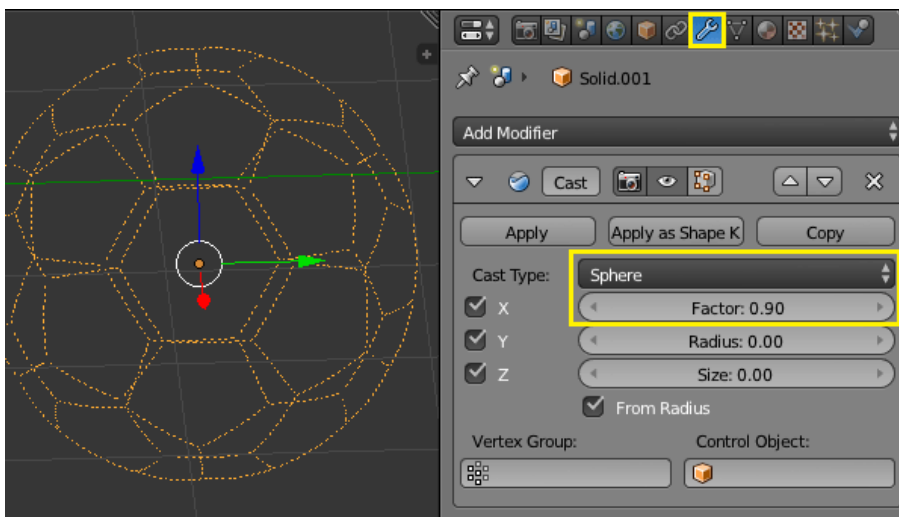 Solid.001
Add Modifier
Cast
Apply
Apply as Shape K
Copy
Cast Type:
Sphere
X
Factor: 0.90
Y
Radius: 0.00
Z
Size: 0.00
From Radius
Vertex Group:
Control Object: